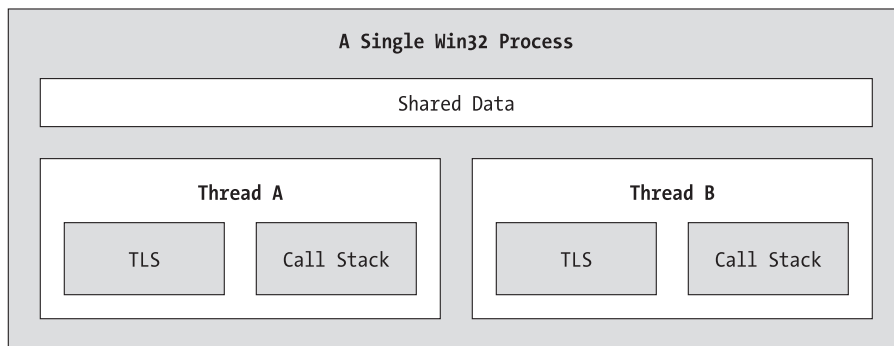 A Single Win32 Process
Shared Data
Thread A
Thread B
TLS
Call Stack
TLS
Call Stack